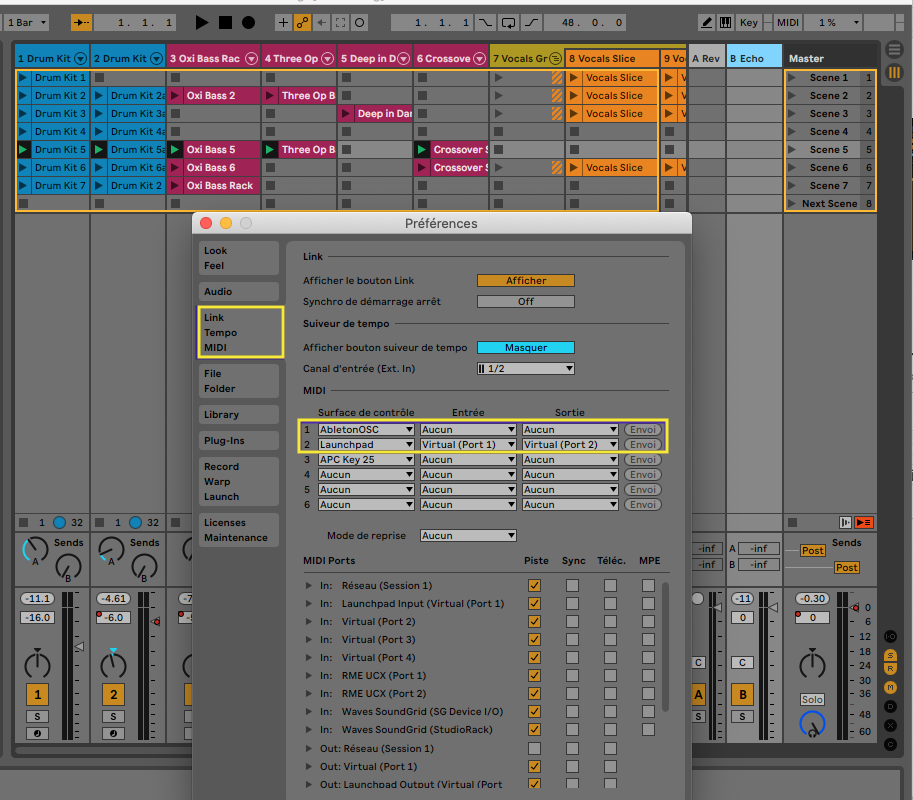 1 Bar
1. 1. 1
1. 1. 1
48. 0. 0
Key
MIDI
1 %
1 Drum Kit
2 Drum Kit
3 Oxi Bass Rac
4 Three Op
5 Deep in D
6 Crossove
7 Vocals Gr
8 Vocals Slice
9 Vo
A Rev
B Echo
Master
Drum Kit 1
Vocals Slice
Scene 1
1
Drum Kit 2
Drum Kit 2a
Oxi Bass 2
Three Op B
Vocals Slice
Scene 2
2
Drum Kit 3
Drum Kit 3a
Deep in Dar
Vocals Slice
Scene 3
3
Drum Kit 4
Drum Kit 4a
Scene 4
4
Drum Kit 5
Drum Kit 5a
Oxi Bass 5
Three Op B
Crossover S
Scene 5
5
Drum Kit 6
Drum Kit 6a
Oxi Bass 6
Crossover S
Vocals Slice
Scene 6
6
Drum Kit 7
Drum Kit 2
Oxi Bass Rack
Scene 7
7
Next Scene
8
Préférences
Look
Feel
Audio
Link
Tempo
MIDI
File
Folder
Library
Plug-Ins
Record
Warp
Launch
Licenses
Maintenance
Link
Afficher le bouton Link
Afficher
Synchro de démarrage arrêt
Off
Suiveur de tempo
Afficher bouton suiveur de tempo
Masquer
Canal d'entrée (Ext. In)
1/2
MIDI
Surface de contrôle Entrée Sortie
1 AbletonOSC Aucun Aucun Envoi
2 Launchpad Virtual (Port 1) Virtual (Port 2) Envoi
3 APC Key 25 Aucun Aucun Envoi
4 Aucun Aucun Aucun Envoi
5 Aucun Aucun Aucun Envoi
6 Aucun Aucun Aucun Envoi
Mode de reprise Aucun
MIDI Ports Piste Sync Téléc. MPE
In: Réseau (Session 1)
In: Launchpad Input (Virtual (Port 1)
In: Virtual (Port 2)
In: Virtual (Port 3)
In: Virtual (Port 4)
In: RME UCX (Port 1)
In: RME UCX (Port 2)
In: Waves SoundGrid (SG Device I/O)
In: Waves SoundGrid (StudioRack)
Out: Réseau (Session 1)
Out: Virtual (Port 1)
Out: Launchpad Output (Virtual (Port
1 32
1 32
Sends
A
B
Sends
A
B
-11.1
-16.0
-4.61
-6.0
1
S
2
S
-inf
-inf
A -inf
B -inf
-11
0
C
C
A
B
S
S
Post
Sends
Post
-0.30
0
Solo
0
6
12
18
24
30
36
48
60
S
R
M
D
X
C